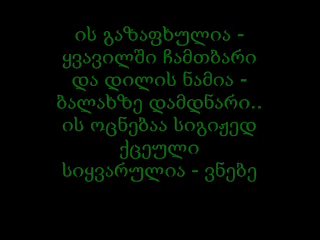 ის გაზაფხულია -
ყვავილში ჩამთბარი
და დილის ნამია -
ბალახზე დამდნარი..
ის ოცნებაა სიგიჟედ
ქცეული
სიყვარულია - ვნებე